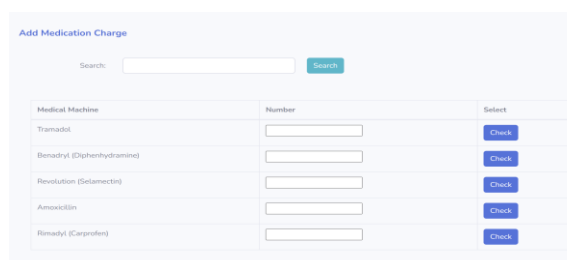 Add Medication Charge
Search: Search
Medical Machine Number Select
Tramadol Check
Benadryl (Diphenhydramine) Check
Revolution (Selamectin) Check
Amoxicillin Check
Rimadyl (Carprofen) Check